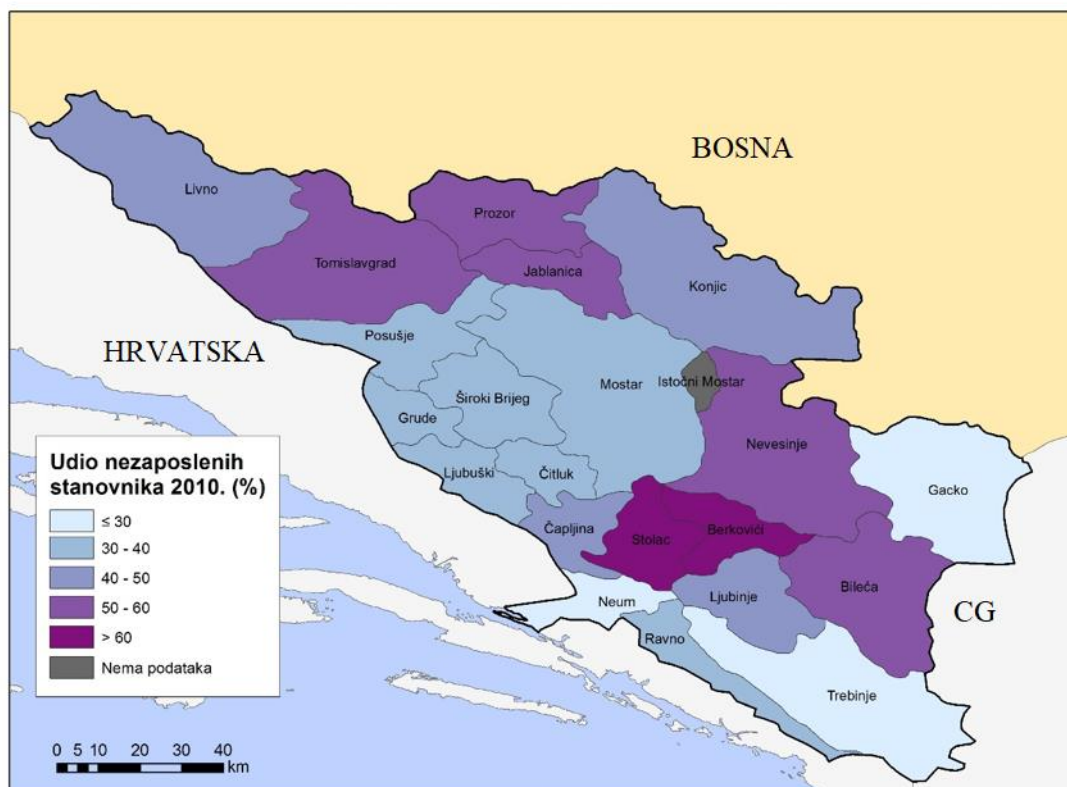 BOSNA
Livno
Prozor
Tomislavgrad
Jablanica
Konjic
HRVATSKA
Posušje
Mostar
Istočni Mostar
Široki Brijeg
Grude
Nevesinje
Ljubuški
Čitluk
Gacko
Čapljina
Stolac
Berkovići
Neum
Ljubinje
Bileća
CG
Ravno
Trebinje
Udio nezaposlenih
stanovnika 2010. (%)
≤ 30
30 - 40
40 - 50
50 - 60
> 60
Nema podataka
0 5 10 20 30 40
km